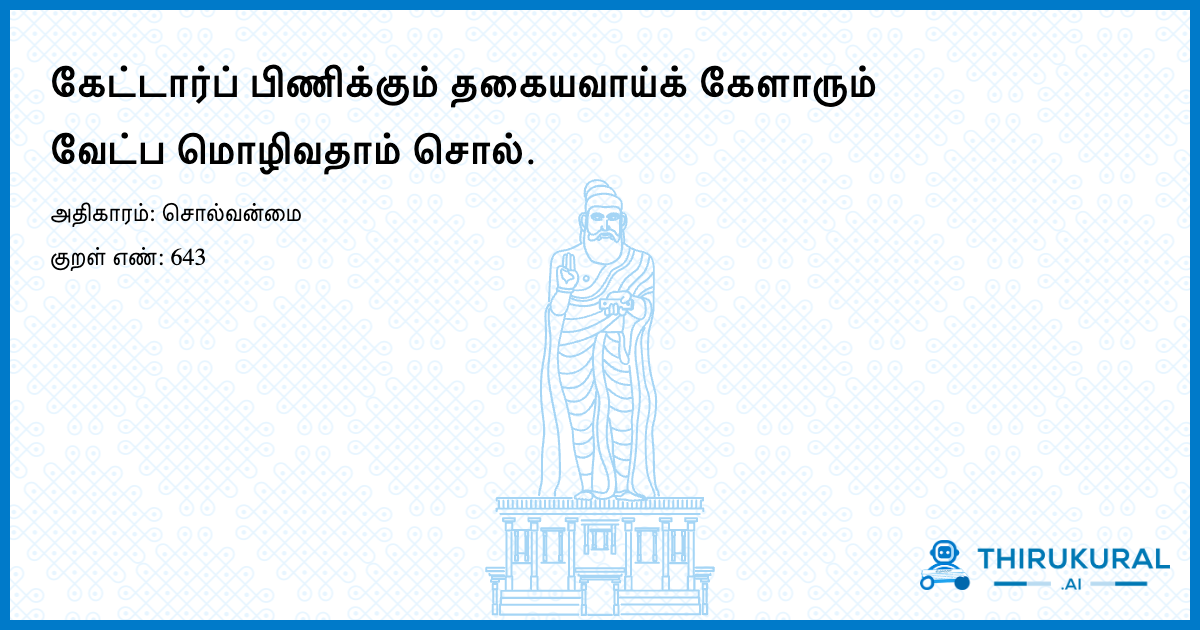 கேட்டார்ப் பிணிக்கும் தகையவாய்க் கேளாரும்
வேட்ப மொழிவதாம் சொல்.
அதிகாரம்: சொல்வன்மை
குறள் எண்: 643
THIRUKURAL
.AI